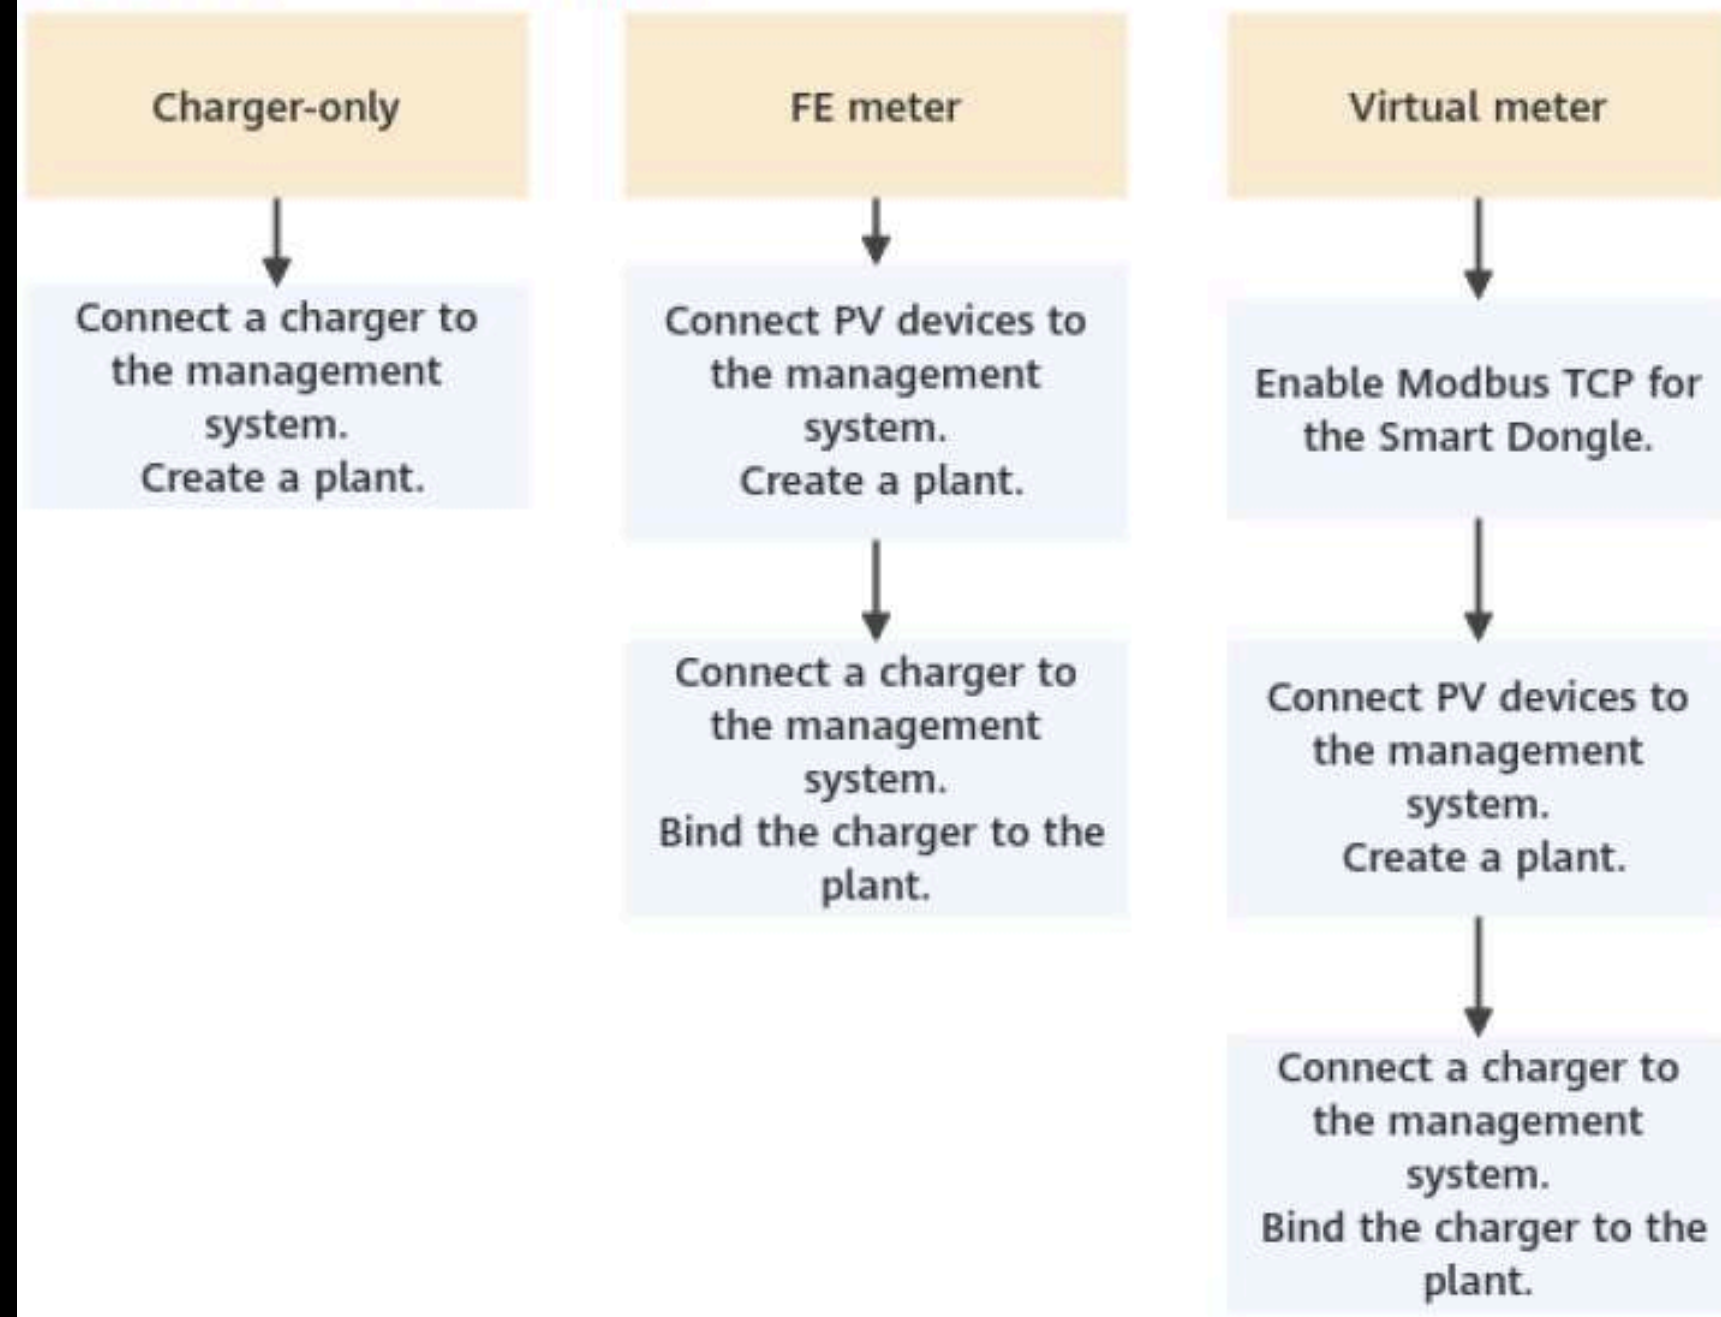 Charger-only
Connect a charger to
the management
system.
Create a plant.
FE meter
Connect PV devices to
the management
system.
Create a plant.
Connect a charger to
the management
system.
Bind the charger to the
plant.
Virtual meter
Enable Modbus TCP for
the Smart Dongle.
Connect PV devices to
the management
system.
Create a plant.
Connect a charger to
the management
system.
Bind the charger to the
plant.